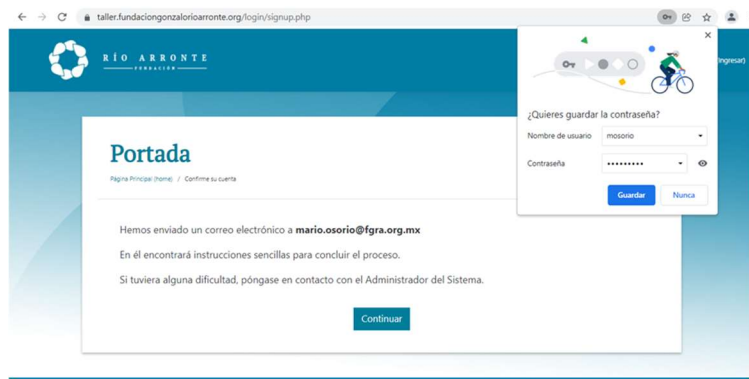 taller.fundaciongonzalorioarronte.org/login/signup.php
RÍO ARRONTE
FUNDACIÓN
Ingresar)
¿Quieres guardar la contraseña?
Nombre de usuario mosorio
Contraseña •••••••••
Guardar Nunca
Portada
Página Principal (home) / Confirme su cuenta
Hemos enviado un correo electrónico a mario.osorio@fgra.org.mx
En él encontrará instrucciones sencillas para concluir el proceso.
Si tuviera alguna dificultad, póngase en contacto con el Administrador del Sistema.
Continuar